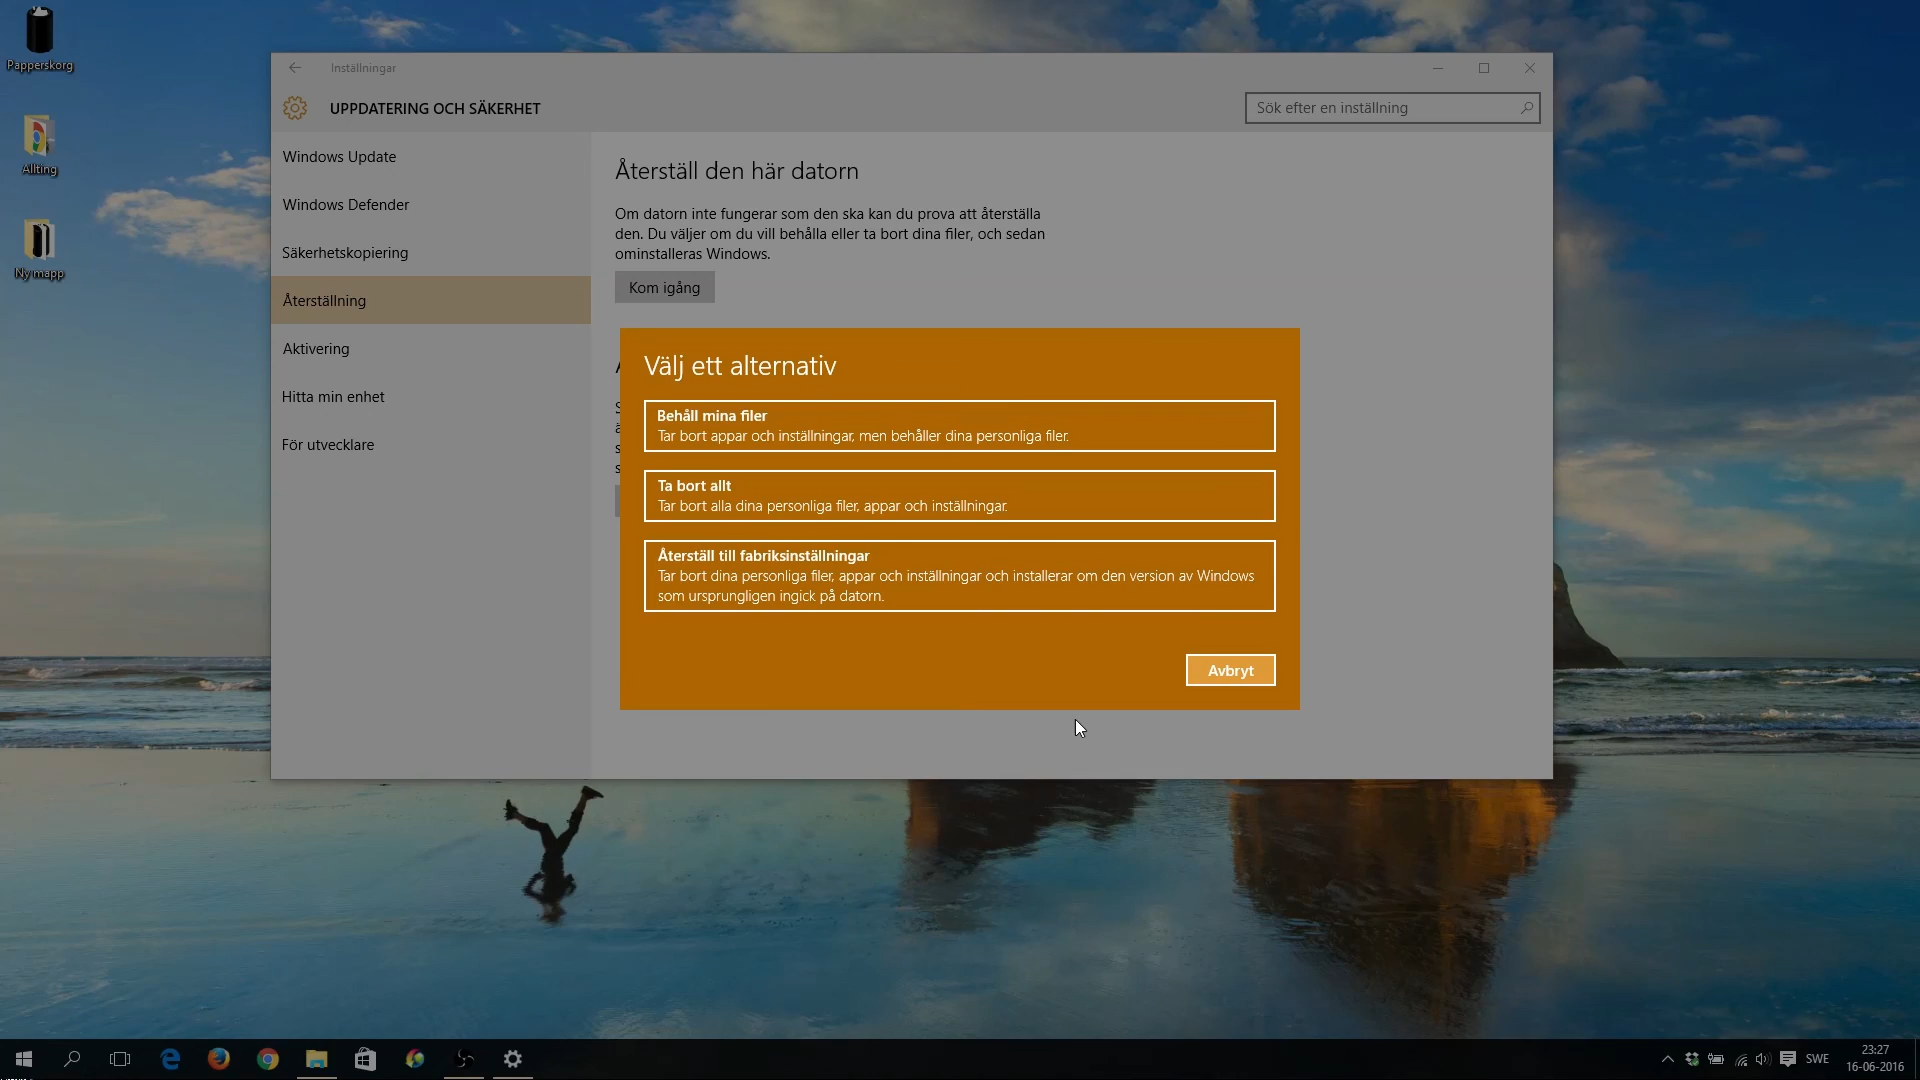 Papperskorg
Allting
Ny mapp
Inställningar
UPPDATERING OCH SÄKERHET
Sök efter en inställning
Windows Update
Windows Defender
Säkerhetskopiering
Återställning
Aktivering
Hitta min enhet
För utvecklare
Återställ den här datorn
Om datorn inte fungerar som den ska kan du prova att återställa
den. Du väljer om du vill behålla eller ta bort dina filer, och sedan
ominstalleras Windows.
Kom igång
Välj ett alternativ
Behåll mina filer
Tar bort appar och inställningar, men behåller dina personliga filer.
Ta bort allt
Tar bort alla dina personliga filer, appar och inställningar.
Återställ till fabriksinställningar
Tar bort dina personliga filer, appar och inställningar och installerar om den version av Windows
som ursprungligen ingick på datorn.
Avbryt
SWE
23:27
16-06-2016